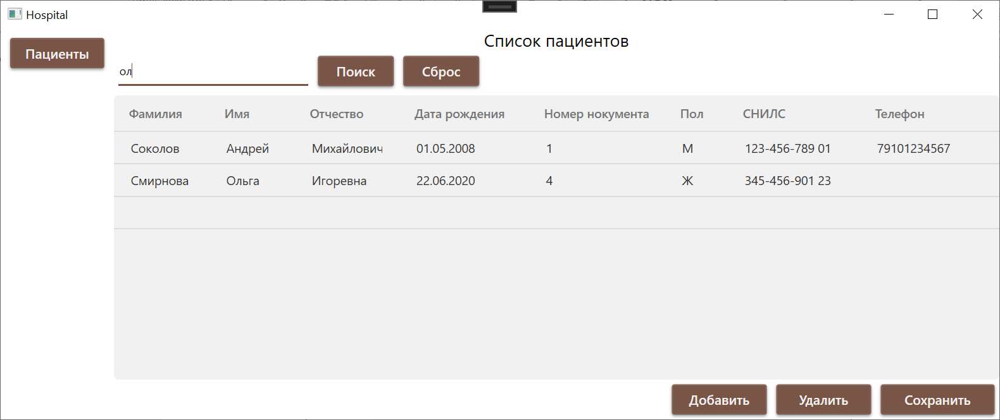 Hospital
Список пациентов
Пациенты
ол Поиск Сброс
Фамилия Имя Отчество Дата рождения Номер нокумента Пол СНИЛС Телефон
Соколов Андрей Михайлович 01.05.2008 1 М 123-456-789 01 79101234567
Смирнова Ольга Игоревна 22.06.2020 4 Ж 345-456-901 23
Добавить Удалить Сохранить